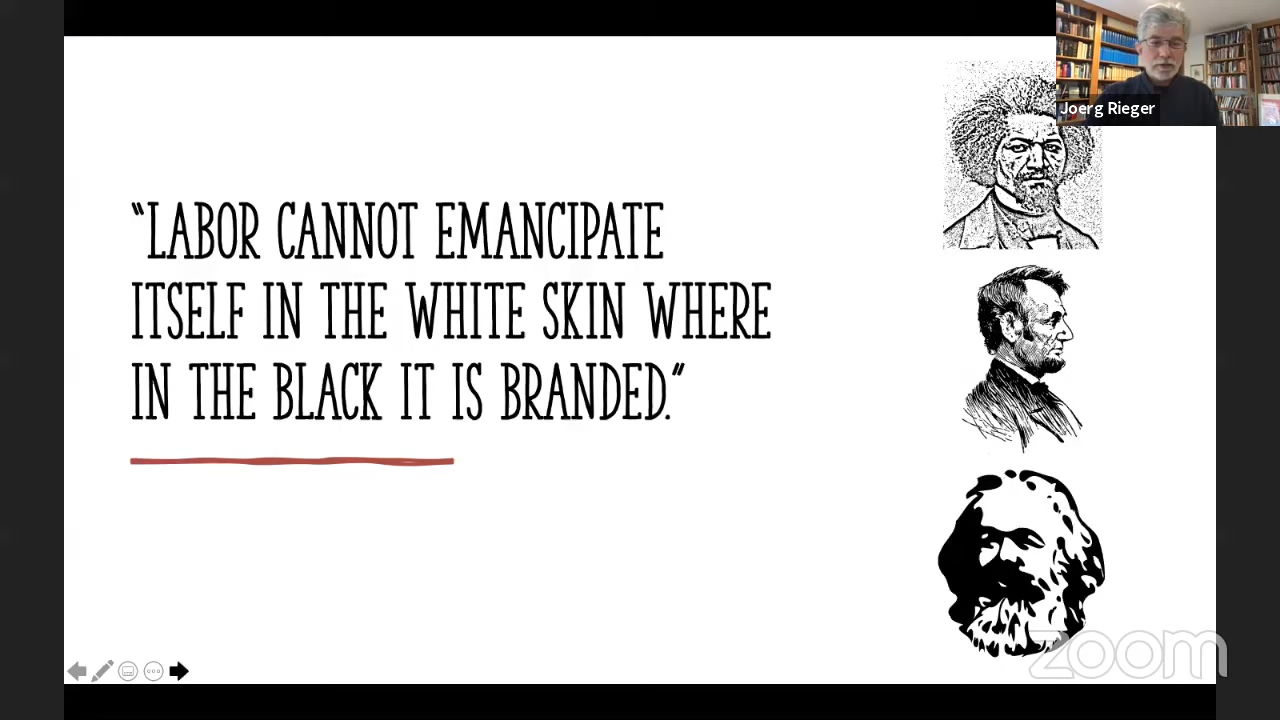 Joerg Rieger
“LABOR CANNOT EMANCIPATE
ITSELF IN THE WHITE SKIN WHERE
IN THE BLACK IT IS BRANDED.”
zoom